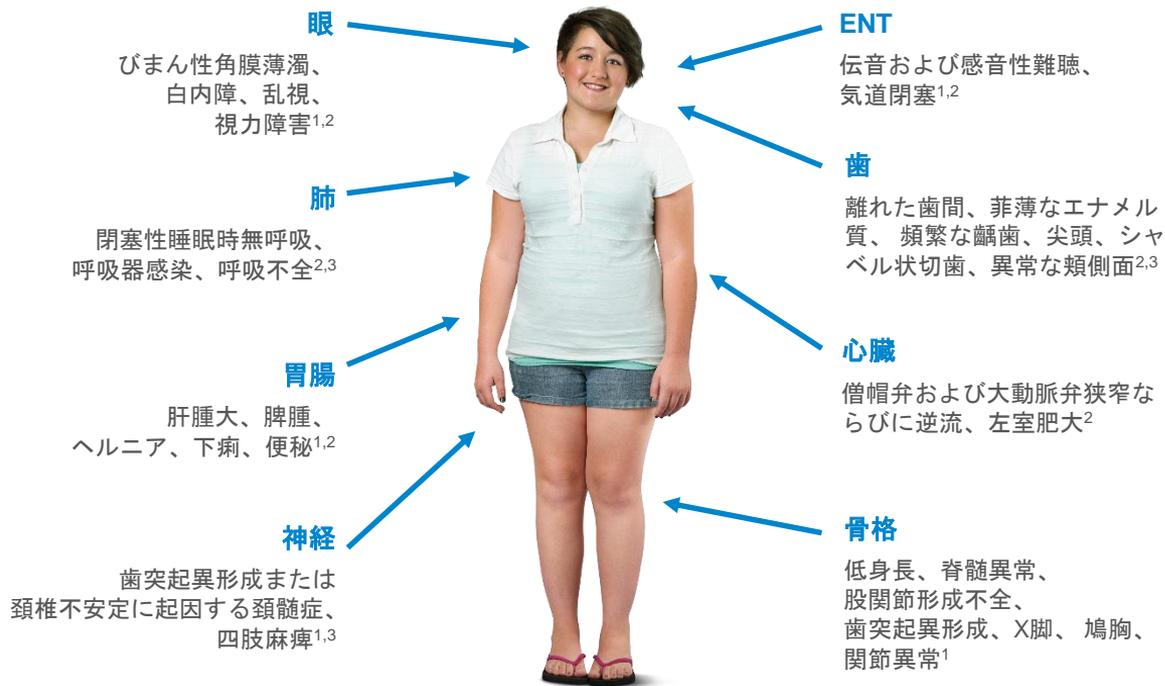 眼
びまん性角膜薄濁、
白内障、乱視、
視力障害1,2
肺
閉塞性睡眠時無呼吸、
呼吸器感染、呼吸不全2,3
胃腸
肝腫大、脾腫、
ヘルニア、下痢、便秘1,2
神経
歯突起異形成または
頚椎不安定に起因する頚髄症、
四肢麻痺1,3
ENT
伝音および感音性難聴、
気道閉塞1,2
歯
離れた歯間、菲薄なエナメル
質、 頻繁な齲歯、尖頭、シャ
ベル状切歯、異常な頬側面2,3
心臓
僧帽弁および大動脈弁狭窄な
らびに逆流、左室肥大2
骨格
低身長、脊髄異常、
股関節形成不全、
歯突起異形成、X脚、 鳩胸、
関節異常1